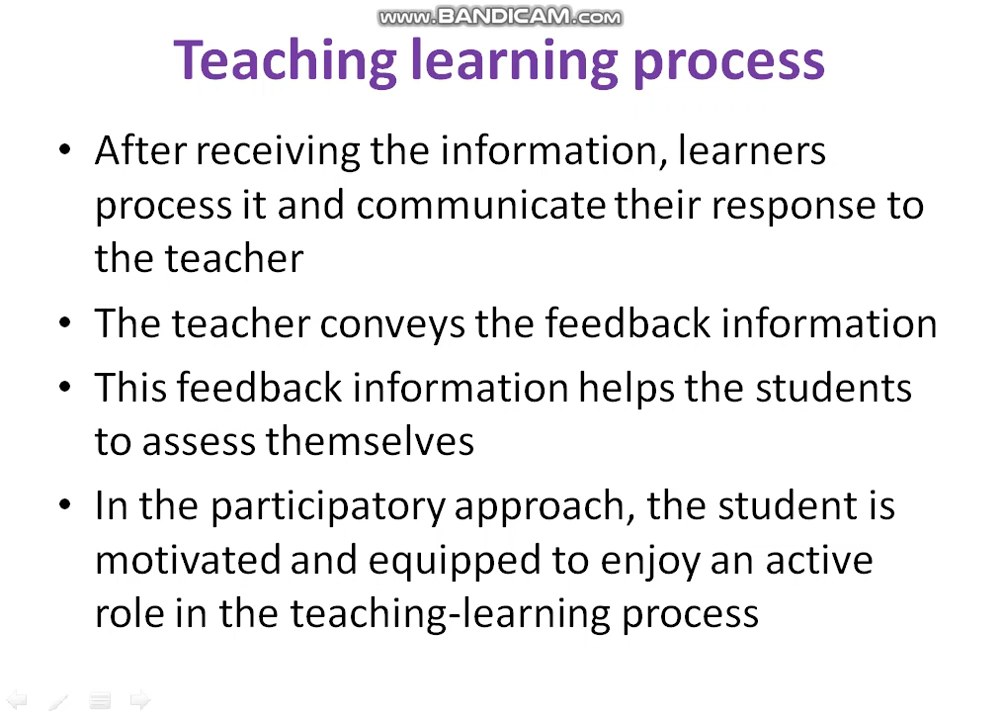 www.BANDICAM.com
Teaching learning process
• After receiving the information, learners
process it and communicate their response to
the teacher
• The teacher conveys the feedback information
• This feedback information helps the students
to assess themselves
• In the participatory approach, the student is
motivated and equipped to enjoy an active
role in the teaching-learning process